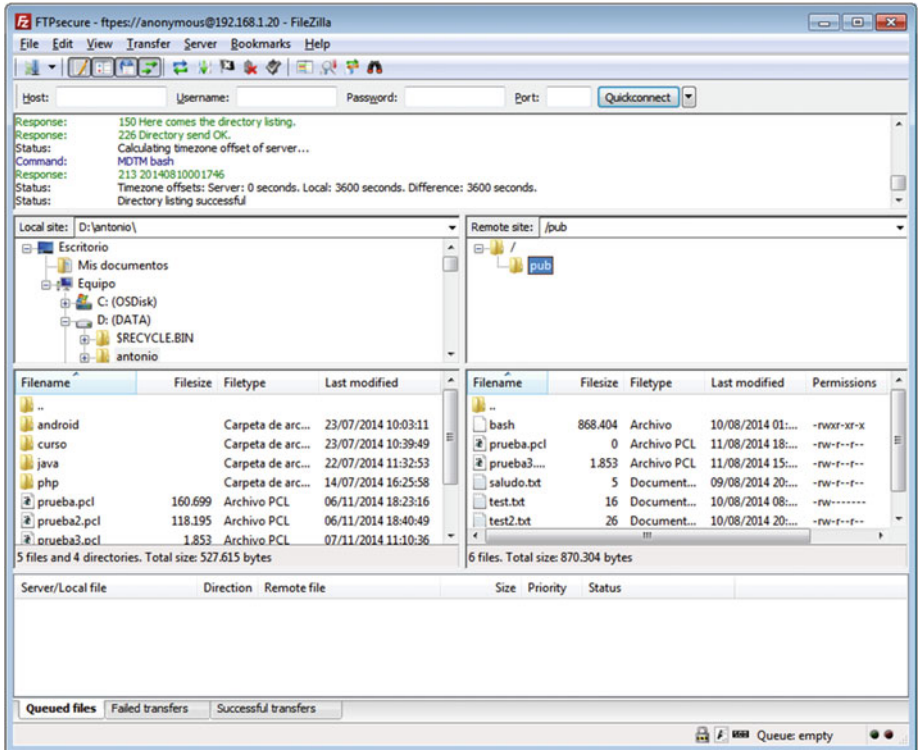 FTPsecure - ftpes://anonymous@192.168.1.20 - FileZilla
File Edit View Transfer Server Bookmarks Help
Host: Username: Password: Port: Quickconnect
Response: 150 Here comes the directory listing.
Response: 226 Directory send OK.
Status: Calculating timezone offset of server...
Command: MDTM bash
Response: 213 20140810001746
Status: Timezone offsets: Server: 0 seconds. Local: 3600 seconds. Difference: 3600 seconds.
Status: Directory listing successful
Local site: D:\antonio\
Escritorio
Mis documentos
Equipo
C: (OSDisk)
D: (DATA)
$RECYCLE.BIN
antonio
Remote site: /pub
/
pub
Filename Filesize Filetype Last modified
..
android Carpeta de arc... 23/07/2014 10:03:11
curso Carpeta de arc... 23/07/2014 10:39:49
java Carpeta de arc... 22/07/2014 11:32:53
php Carpeta de arc... 14/07/2014 16:25:58
prueba.pcl 160.699 Archivo PCL 06/11/2014 18:23:16
prueba2.pcl 118.195 Archivo PCL 06/11/2014 18:40:49
prueba3.pcl 1.853 Archivo PCL 07/11/2014 11:10:36
5 files and 4 directories. Total size: 527.615 bytes
Filename Filesize Filetype Last modified Permissions
..
bash 868.404 Archivo 10/08/2014 01:... -rwxr-xr-x
prueba.pcl 0 Archivo PCL 11/08/2014 18:... -rw-r--r--
prueba3.... 1.853 Archivo PCL 11/08/2014 15:... -rw-r--r--
saludo.txt 5 Document... 09/08/2014 20:... -rw-r--r--
test.txt 16 Document... 10/08/2014 08:... -rw-------
test2.txt 26 Document... 10/08/2014 20:... -rw-r--r--
6 files. Total size: 870.304 bytes
Server/Local file Direction Remote file Size Priority Status
Queued files Failed transfers Successful transfers
Queue: empty